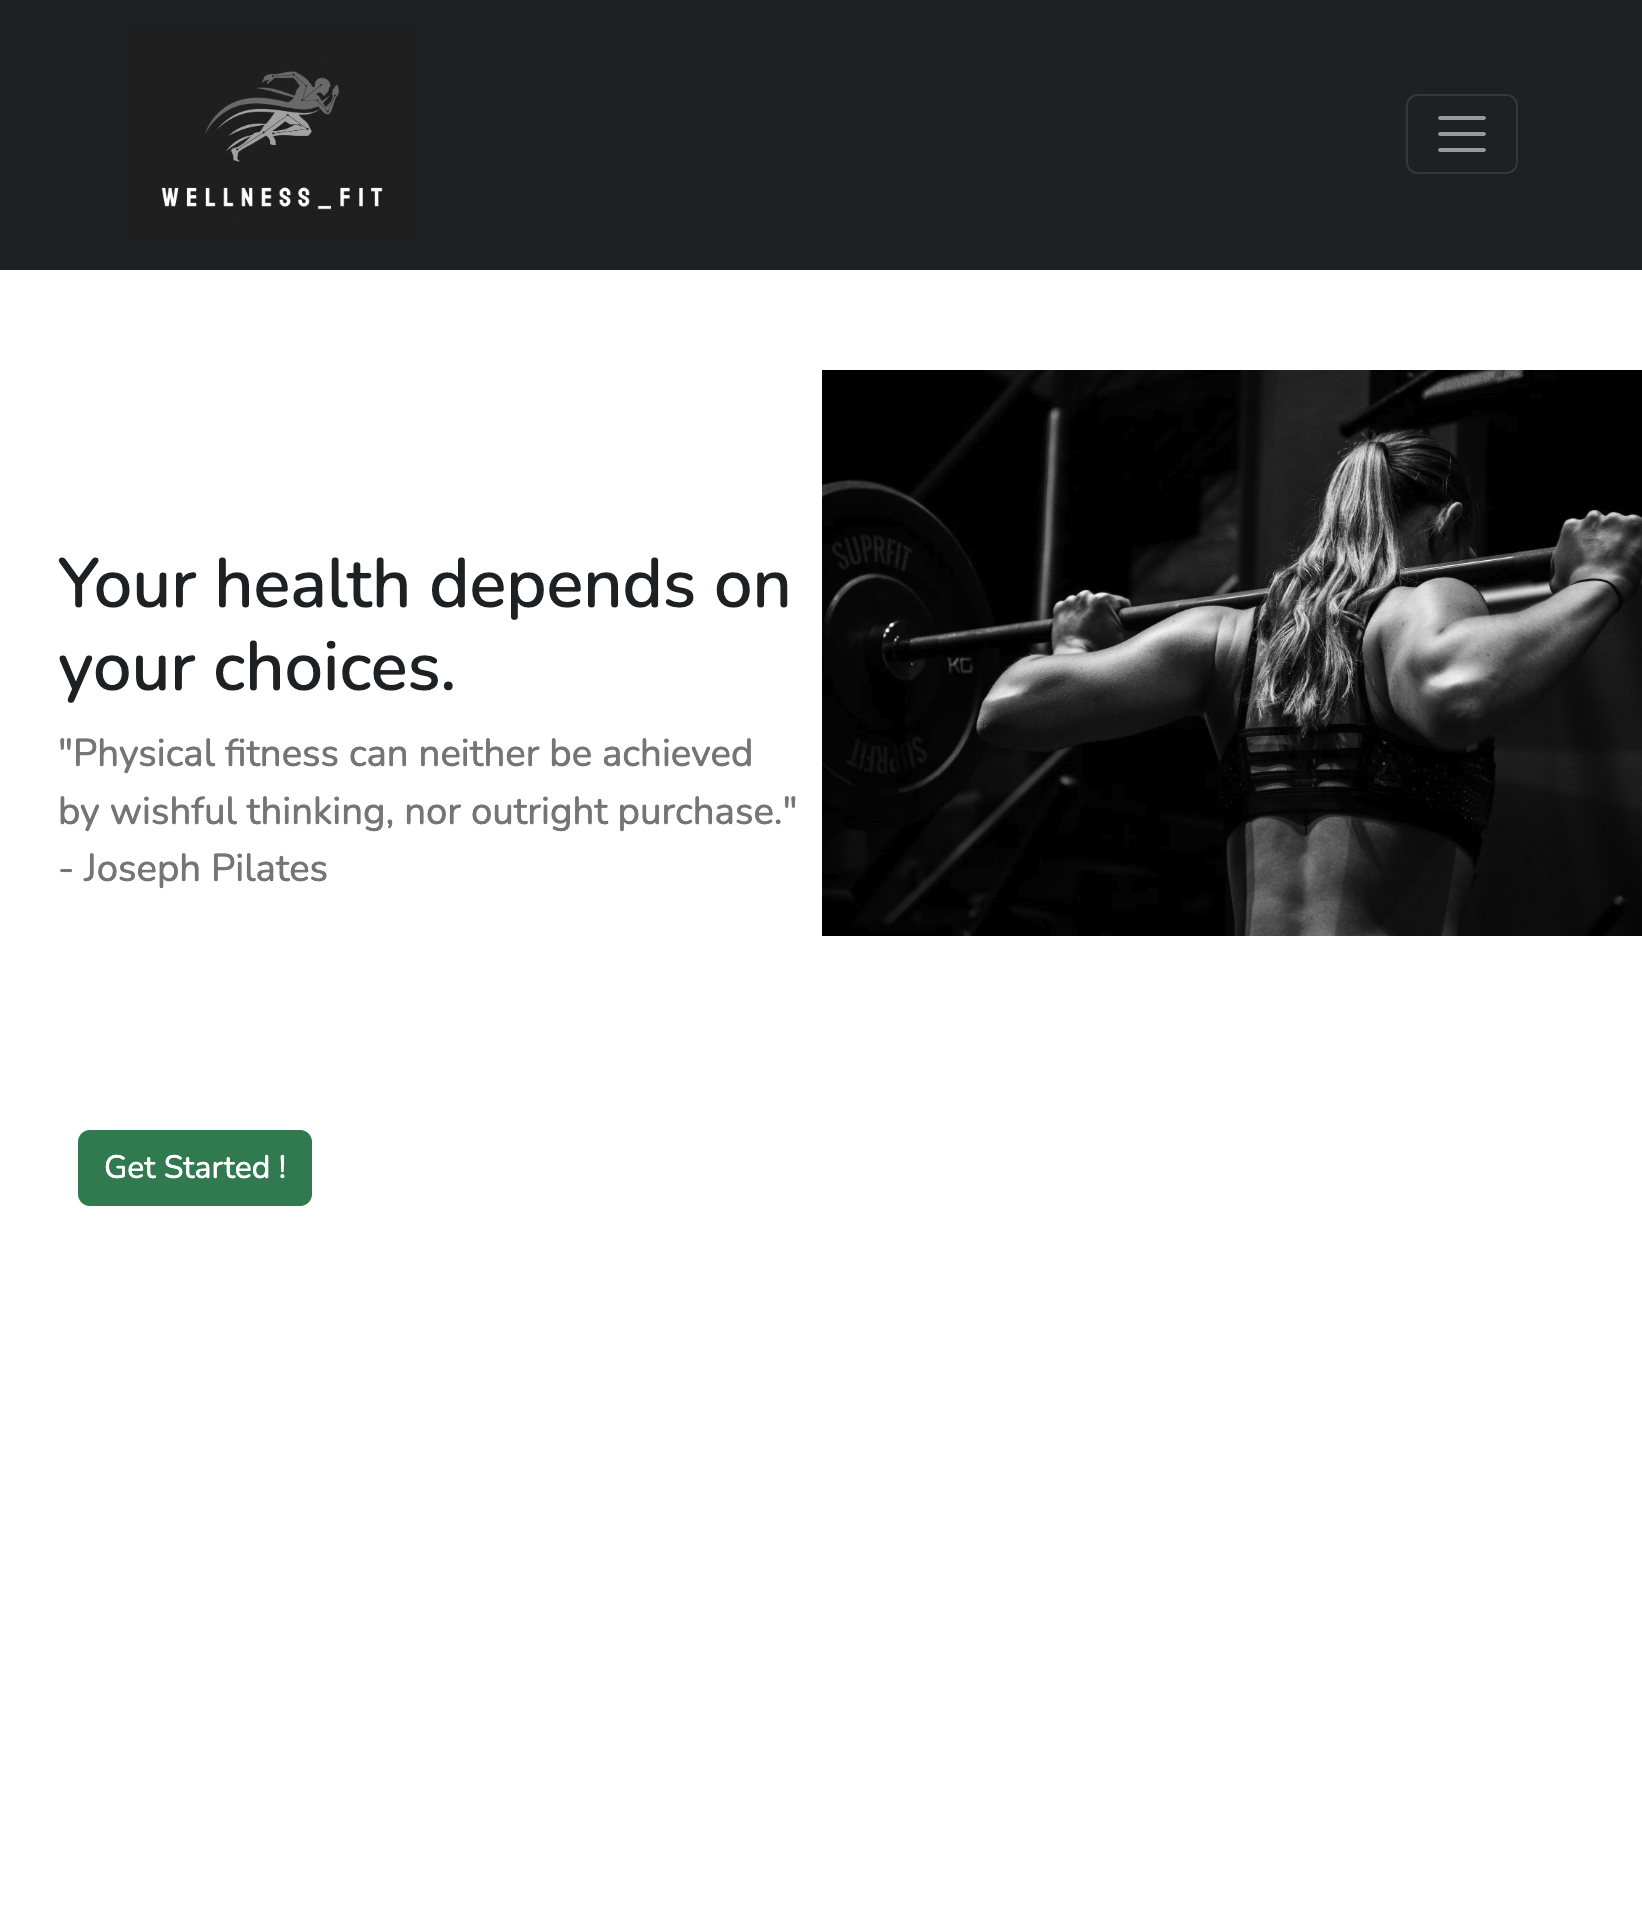 WELLNESS_FIT
Your health depends on
your choices.
"Physical fitness can neither be achieved
by wishful thinking, nor outright purchase."
- Joseph Pilates
SUPRFIT
KG
SUPRFIT
Get Started !